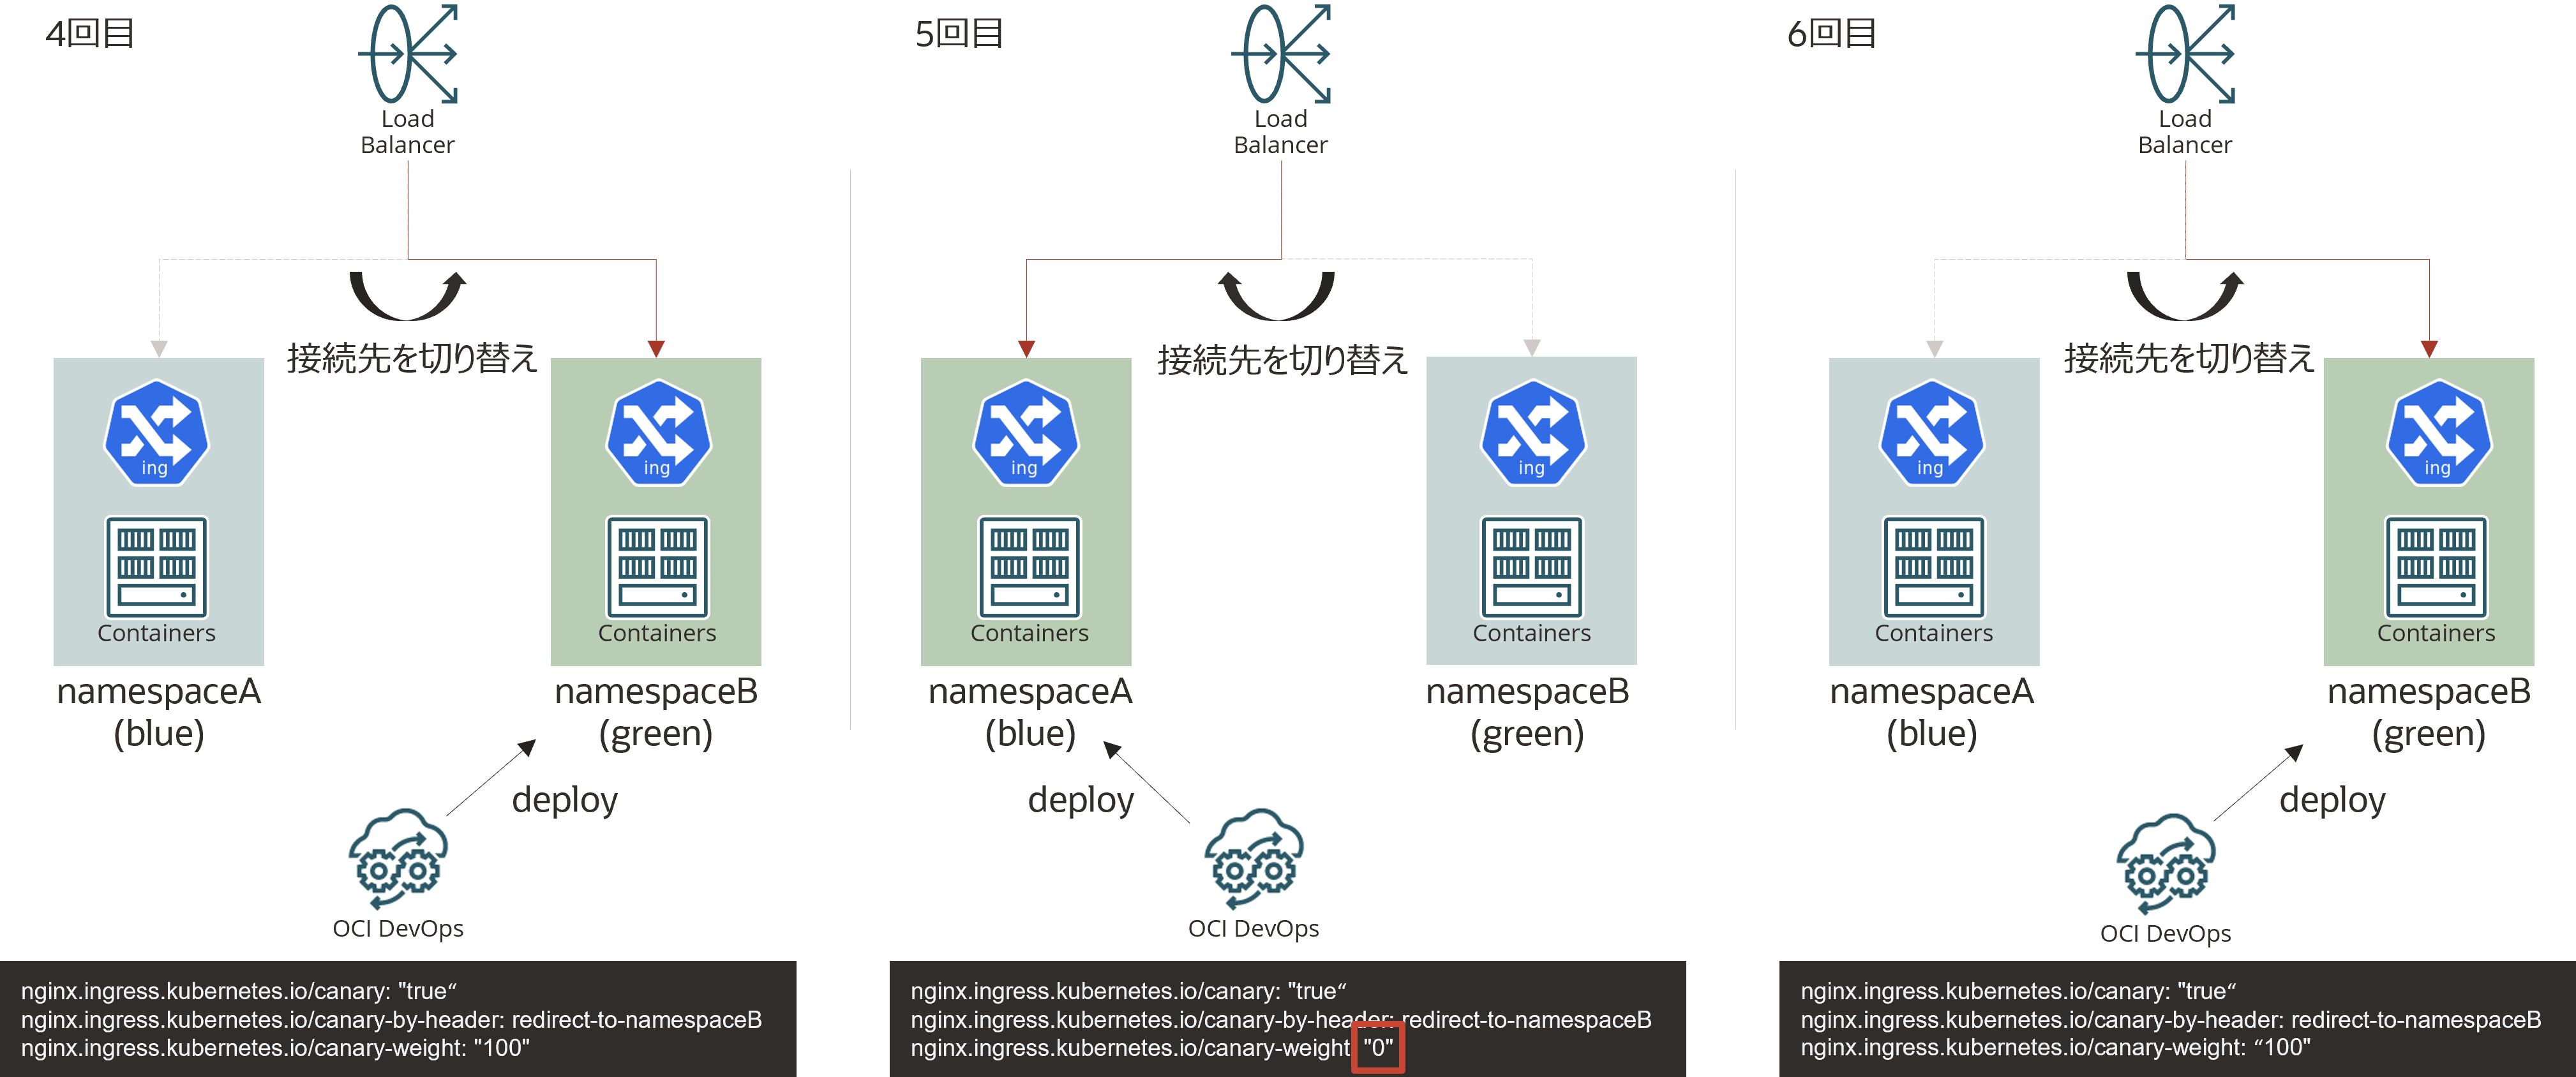 4回目
Load
Balancer
接続先を切り替え
ing
ing
Containers
Containers
namespaceA
(blue)
namespaceB
(green)
deploy
OCI DevOps
nginx.ingress.kubernetes.io/canary: "true“
nginx.ingress.kubernetes.io/canary-by-header: redirect-to-namespaceB
nginx.ingress.kubernetes.io/canary-weight: "100"
5回目
Load
Balancer
接続先を切り替え
ing
ing
Containers
Containers
namespaceA
(blue)
namespaceB
(green)
deploy
OCI DevOps
nginx.ingress.kubernetes.io/canary: "true“
nginx.ingress.kubernetes.io/canary-by-header: redirect-to-namespaceB
nginx.ingress.kubernetes.io/canary-weight: "0"
6回目
Load
Balancer
接続先を切り替え
ing
ing
Containers
Containers
namespaceA
(blue)
namespaceB
(green)
deploy
OCI DevOps
nginx.ingress.kubernetes.io/canary: "true“
nginx.ingress.kubernetes.io/canary-by-header: redirect-to-namespaceB
nginx.ingress.kubernetes.io/canary-weight: “100"